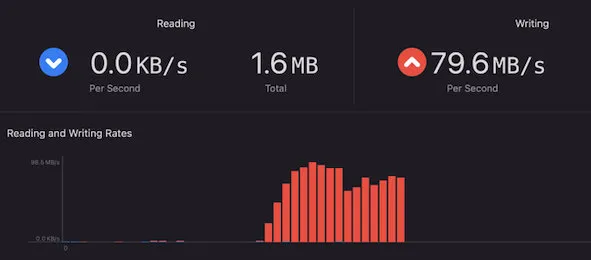 Reading
Writing
0.0 KB/s
1.6 MB
79.6 MB/s
Per Second
Total
Per Second
Reading and Writing Rates
98.5 MB/s
0.0 KB/s
0